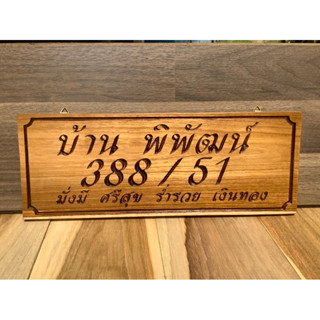 บ้าน พิพัฒน์
388/51
มั่งมี ศรีสุข ร่ำรวย เงินทอง